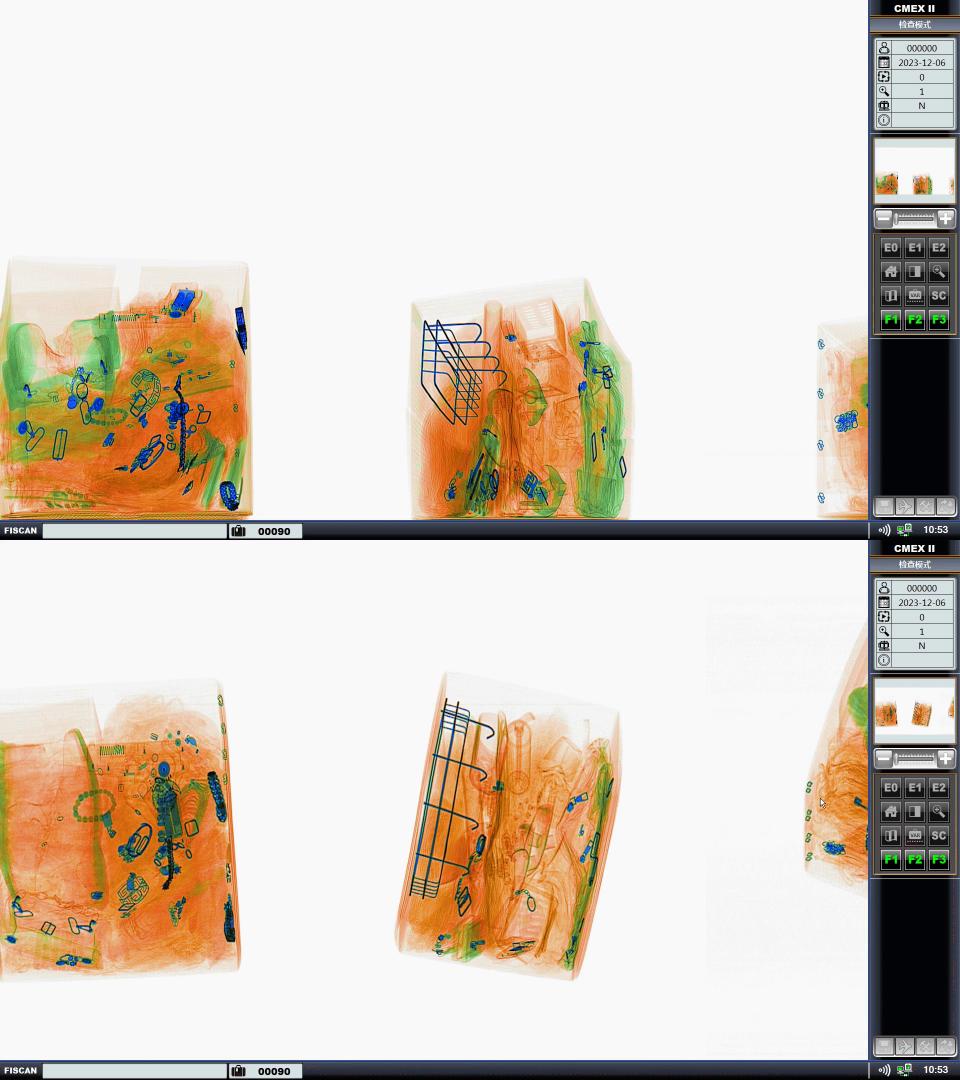 CMEX II
检查模式
000000
2023-12-06
0
1
N
E0 E1 E2
VAR SC
F1 F2 F3
FISCAN 00090 10:53
CMEX II
检查模式
000000
2023-12-06
0
1
N
E0 E1 E2
VAR SC
F1 F2 F3
FISCAN 00090 10:53